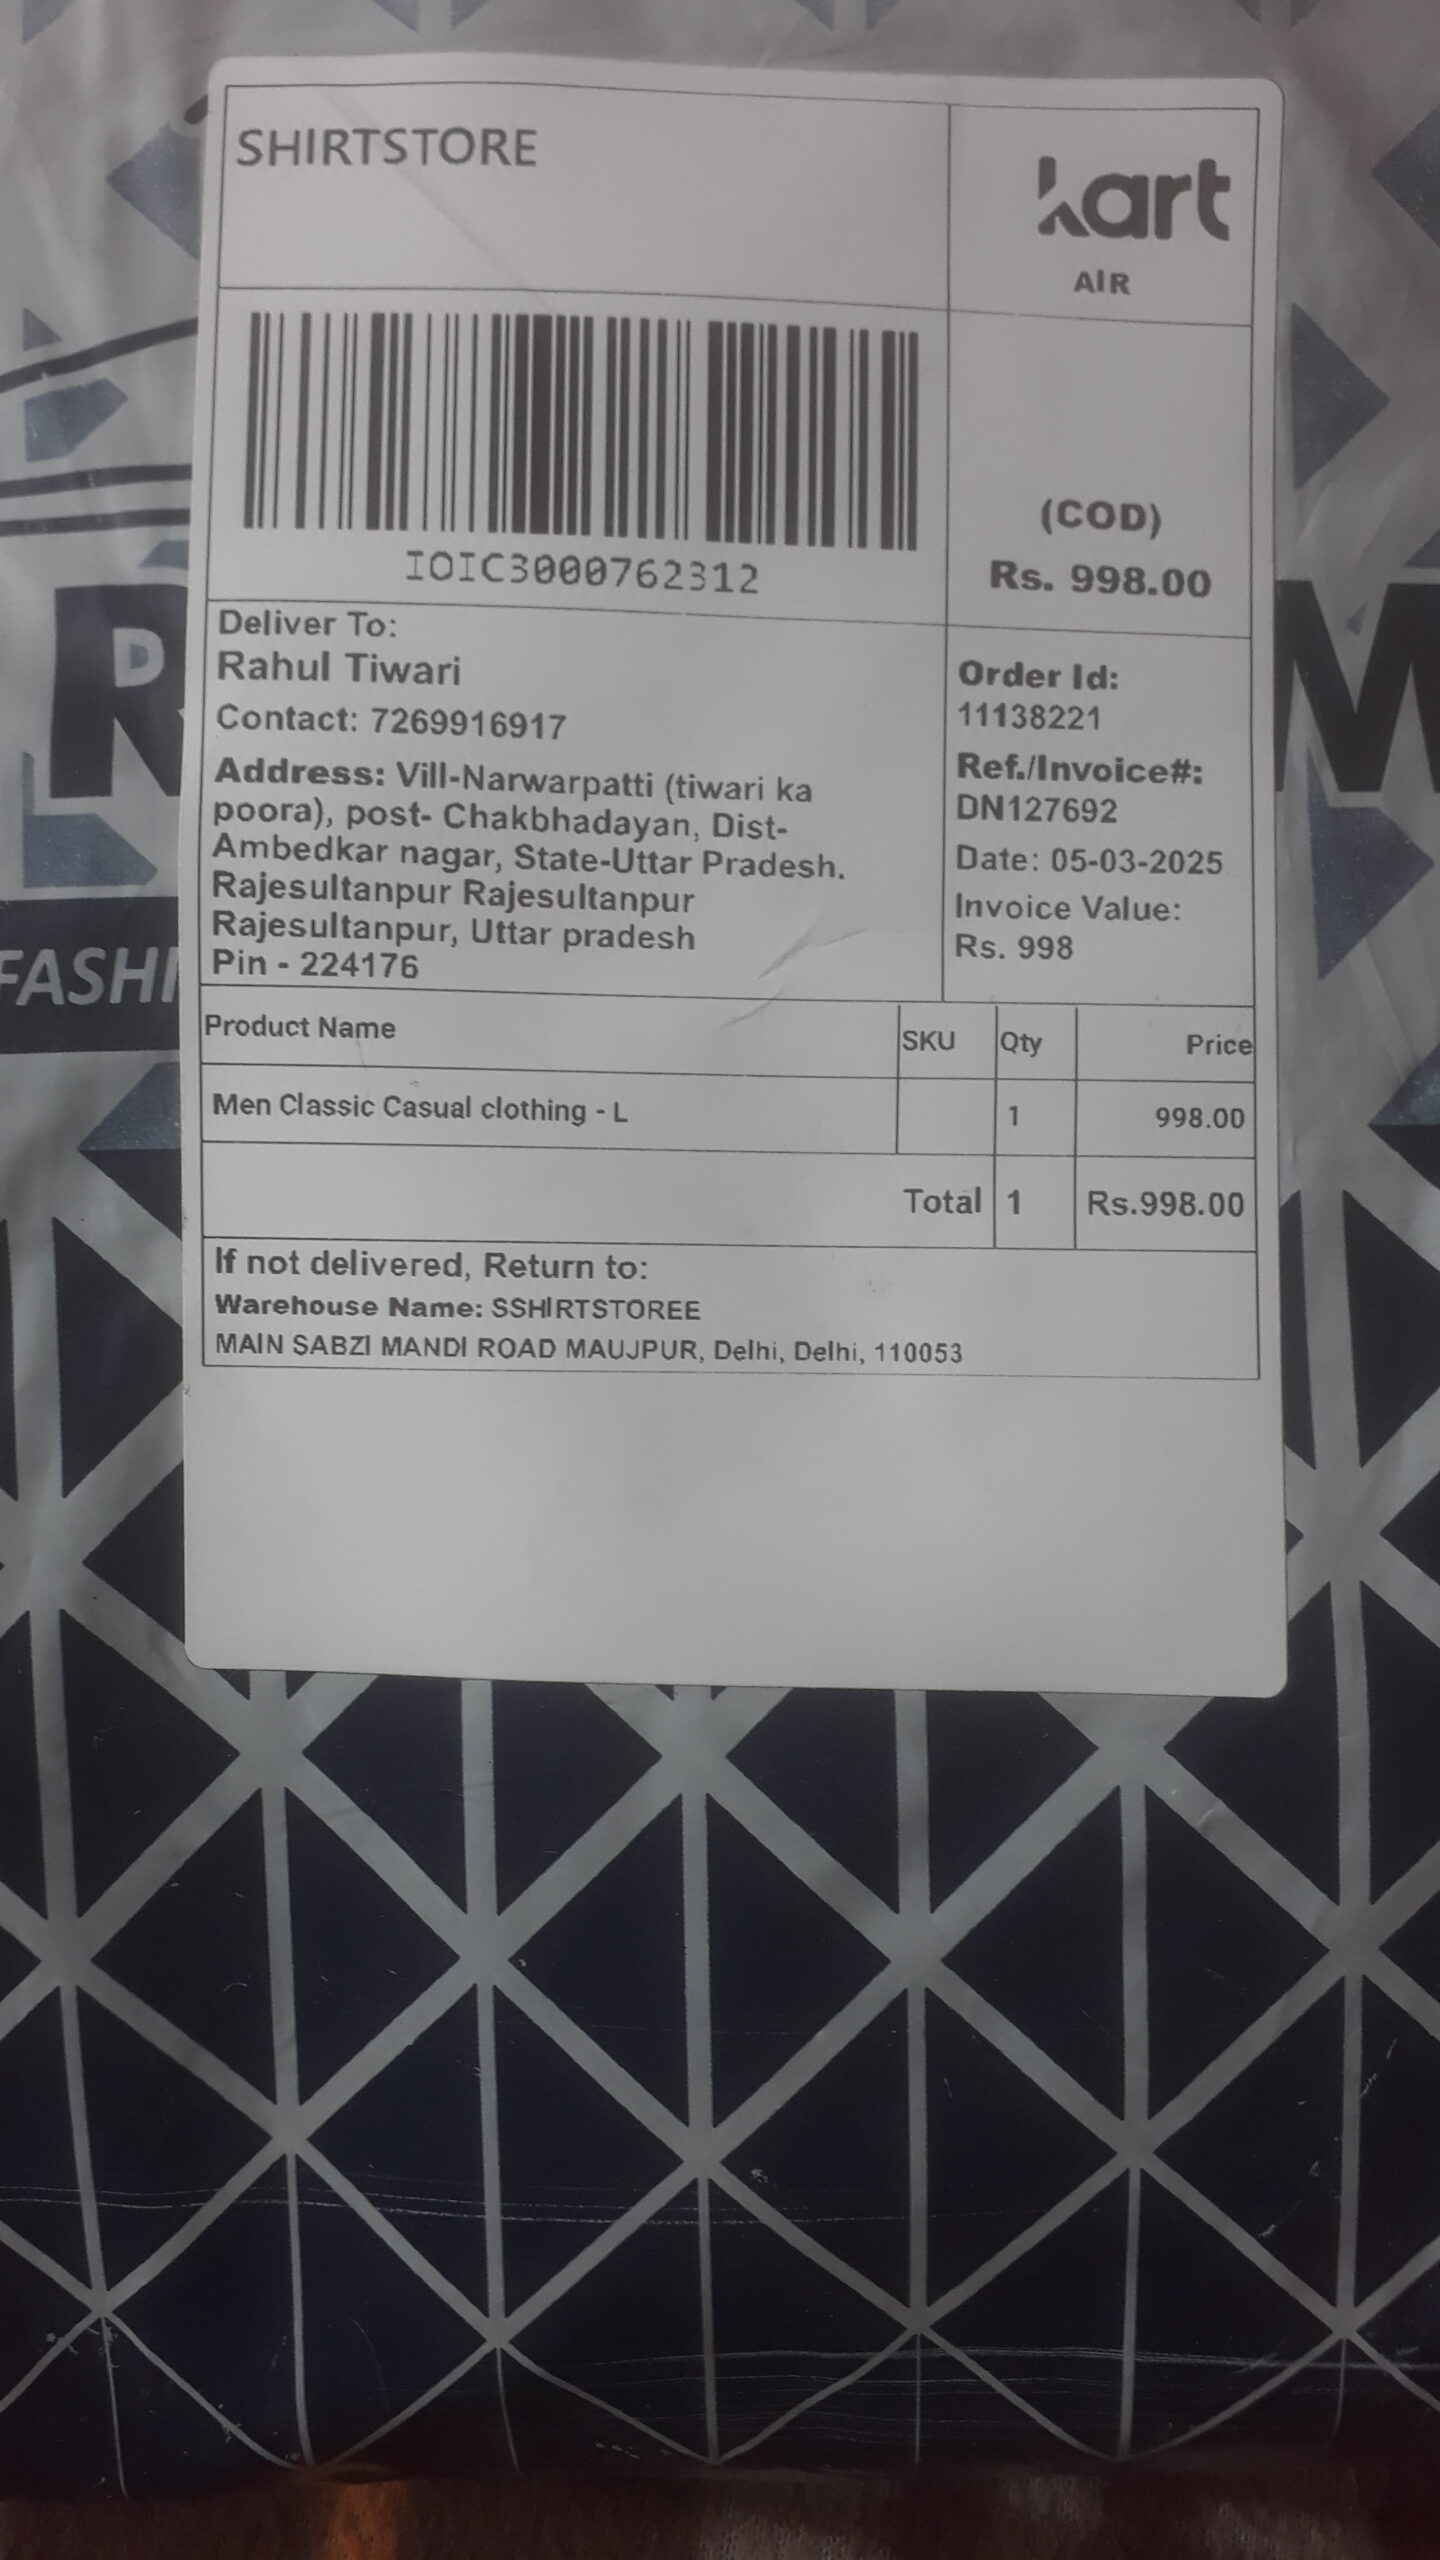 SHIRTSTORE
kart
AIR
IOIC3000762312
(COD)
Rs. 998.00
Deliver To:
Rahul Tiwari
Contact: 7269916917
Address: Vill-Narwarpatti (tiwari ka
poora), post- Chakbhadayan, Dist-
Ambedkar nagar, State-Uttar Pradesh.
Rajesultanpur Rajesultanpur
Rajesultanpur, Uttar pradesh
Pin - 224176
Order Id:
11138221
Ref./Invoice#:
DN127692
Date: 05-03-2025
Invoice Value:
Rs. 998
Product Name SKU Qty Price
Men Classic Casual clothing - L 1 998.00
Total 1 Rs.998.00
If not delivered, Return to:
Warehouse Name: SSHIRTSTOREE
MAIN SABZI MANDI ROAD MAUJPUR, Delhi, Delhi, 110053